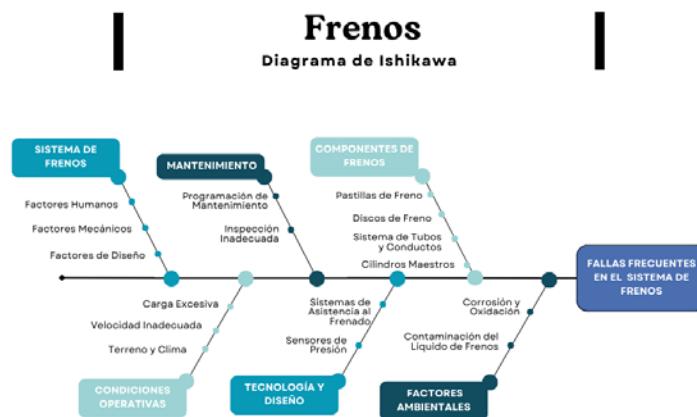 Frenos
Diagrama de Ishikawa
SISTEMA DE
FRENOS
MANTENIMIENTO
COMPONENTES DE
FRENOS
Factores Humanos
Factores Mecánicos
Factores de Diseño
Programación de
Mantenimiento
Inspección
Inadecuada
Pastillas de Freno
Discos de Freno
Sistema de Tubos
y Conductos
Cilindros Maestros
FALLAS FRECUENTES
EN EL SISTEMA DE
FRENOS
Carga Excesiva
Velocidad Inadecuada
Terreno y Clima
Sistemas de
Asistencia al
Frenado
Sensores de
Presión
Corrosión y
Oxidación
Contaminación del
Líquido de Frenos
CONDICIONES
OPERATIVAS
TECNOLOGÍA Y
DISEÑO
FACTORES
AMBIENTALES